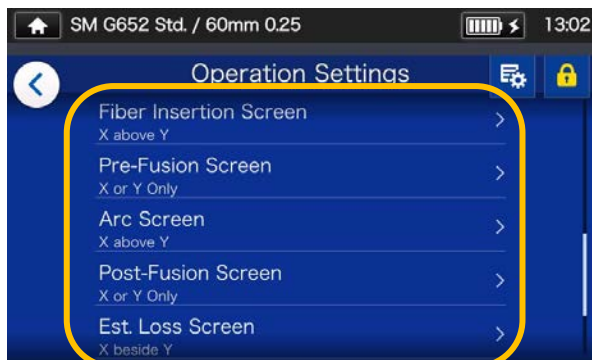 SM G652 Std. / 60mm 0.25
13:02
Operation Settings
Fiber Insertion Screen
X above Y
Pre-Fusion Screen
X or Y Only
Arc Screen
X above Y
Post-Fusion Screen
X or Y Only
Est. Loss Screen
X beside Y